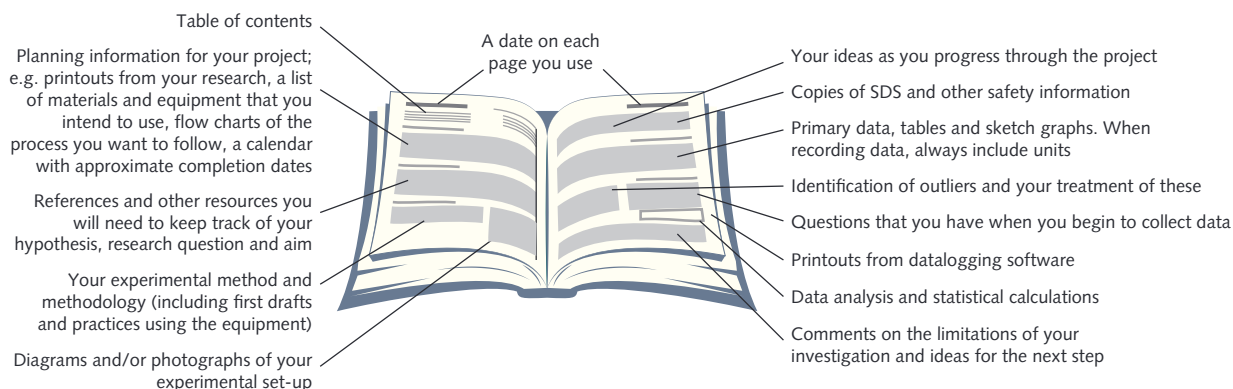 Table of contents
Planning information for your project;
e.g. printouts from your research, a list
of materials and equipment that you
intend to use, flow charts of the
process you want to follow, a calendar
with approximate completion dates
References and other resources you
will need to keep track of your
hypothesis, research question and aim
Your experimental method and
methodology (including first drafts
and practices using the equipment)
Diagrams and/or photographs of your
experimental set-up
A date on each
page you use
Your ideas as you progress through the project
Copies of SDS and other safety information
Primary data, tables and sketch graphs. When
recording data, always include units
Identification of outliers and your treatment of these
Questions that you have when you begin to collect data
Printouts from datalogging software
Data analysis and statistical calculations
Comments on the limitations of your
investigation and ideas for the next step